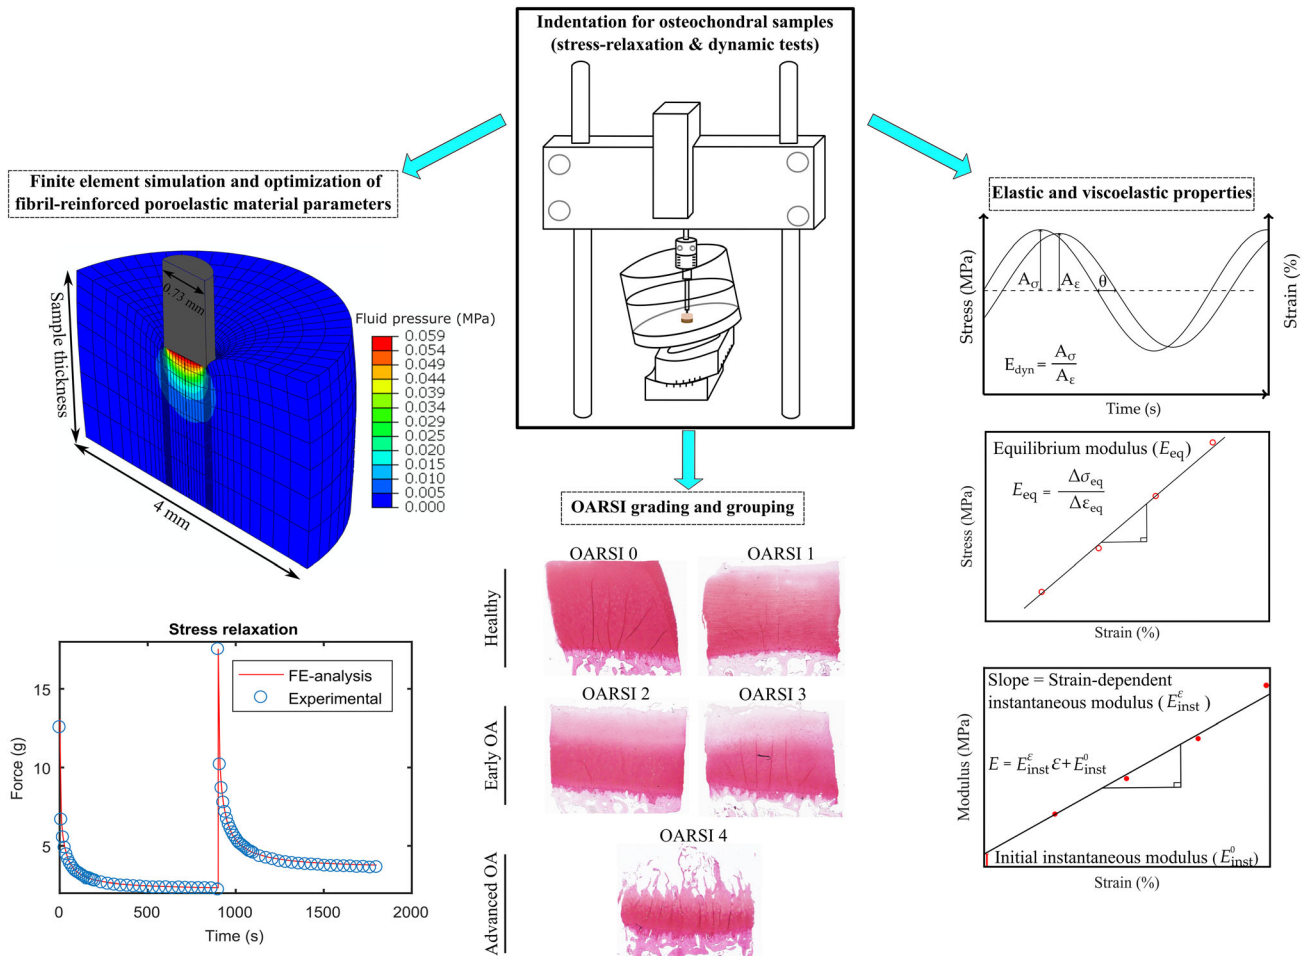 Indentation for osteochondral samples
(stress-relaxation & dynamic tests)
Finite element simulation and optimization of
fibril-reinforced poroelastic material parameters
0.73 mm
Sample thickness
4 mm
Fluid pressure (MPa)
0.059
0.054
0.049
0.044
0.039
0.034
0.029
0.025
0.020
0.015
0.010
0.005
0.000
Stress relaxation
FE-analysis
Experimental
Force (g)
15
10
5
0
500
1000
1500
2000
Time (s)
OARSI grading and grouping
Healthy
OARSI 0
OARSI 1
Early OA
OARSI 2
OARSI 3
Advanced OA
OARSI 4
Elastic and viscoelastic properties
Stress (MPa)
Strain (%)
Aσ
Aε
θ
Edyn = Aσ / Aε
Time (s)
Equilibrium modulus (Eeq)
Eeq = Δσeq / Δεeq
Stress (MPa)
Strain (%)
Slope = Strain-dependent
instantaneous modulus (E^ε_inst)
E = E^ε_inst ε + E^0_inst
Modulus (MPa)
Initial instantaneous modulus (E^0_inst)
Strain (%)